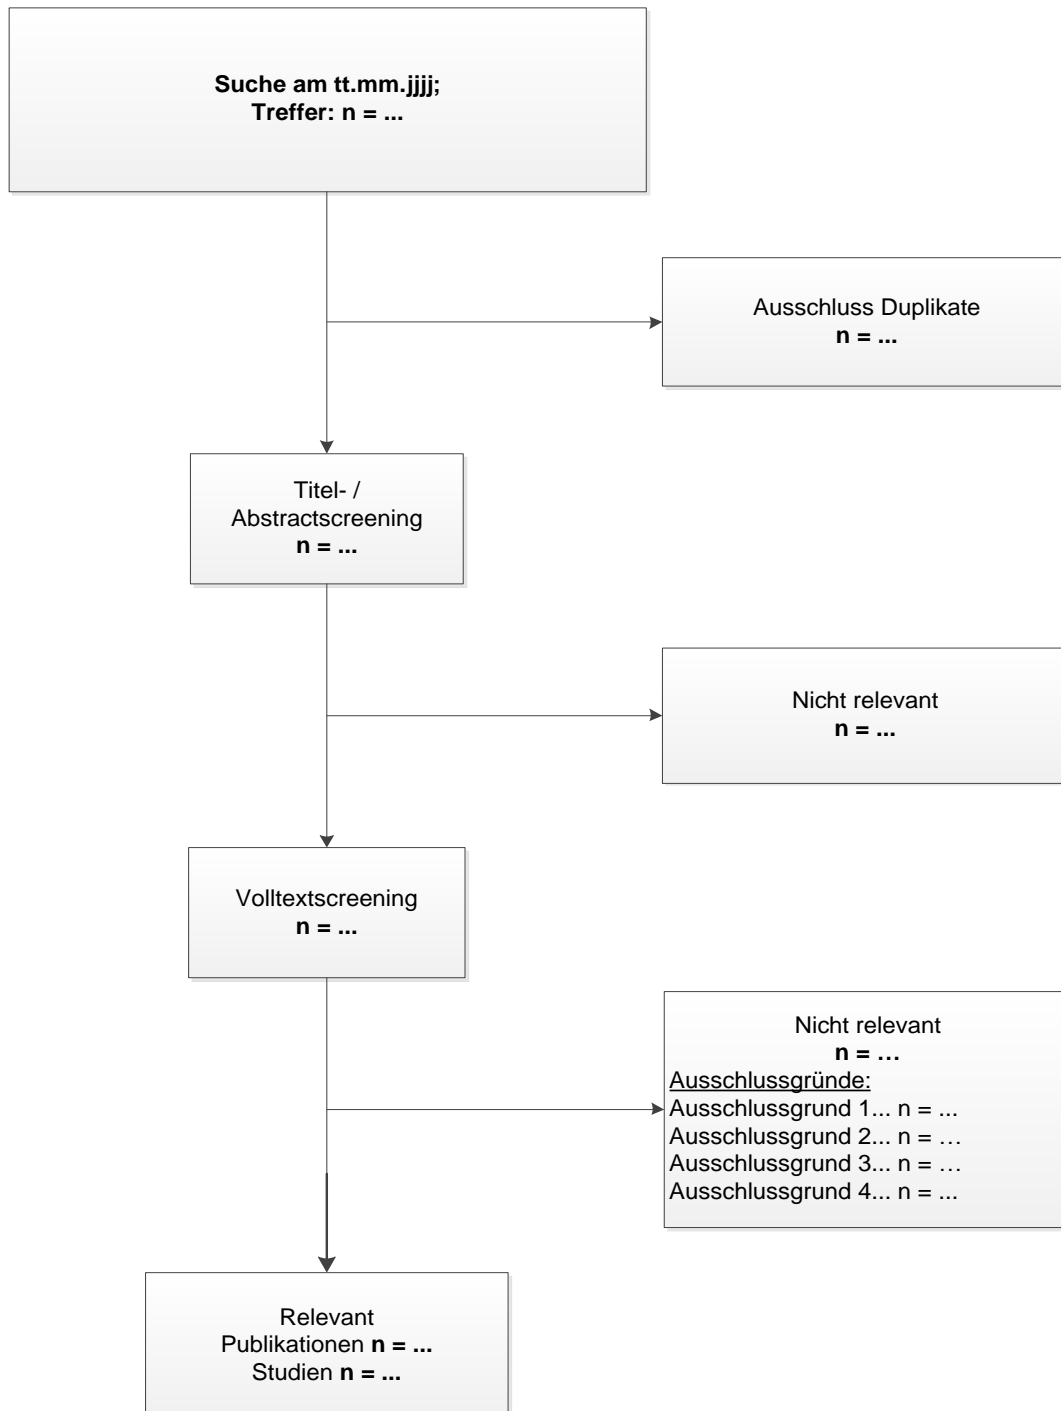 Suche am tt.mm.jjjj;
Treffer: n = ...
Ausschluss Duplikate
n = ...
Titel- /
Abstractscreening
n = ...
Nicht relevant
n = ...
Volltextscreening
n = ...
Nicht relevant
n = …
Ausschlussgründe:
Ausschlussgrund 1... n = ...
Ausschlussgrund 2... n = …
Ausschlussgrund 3... n = …
Ausschlussgrund 4... n = ...
Relevant
Publikationen n = ...
Studien n = ...